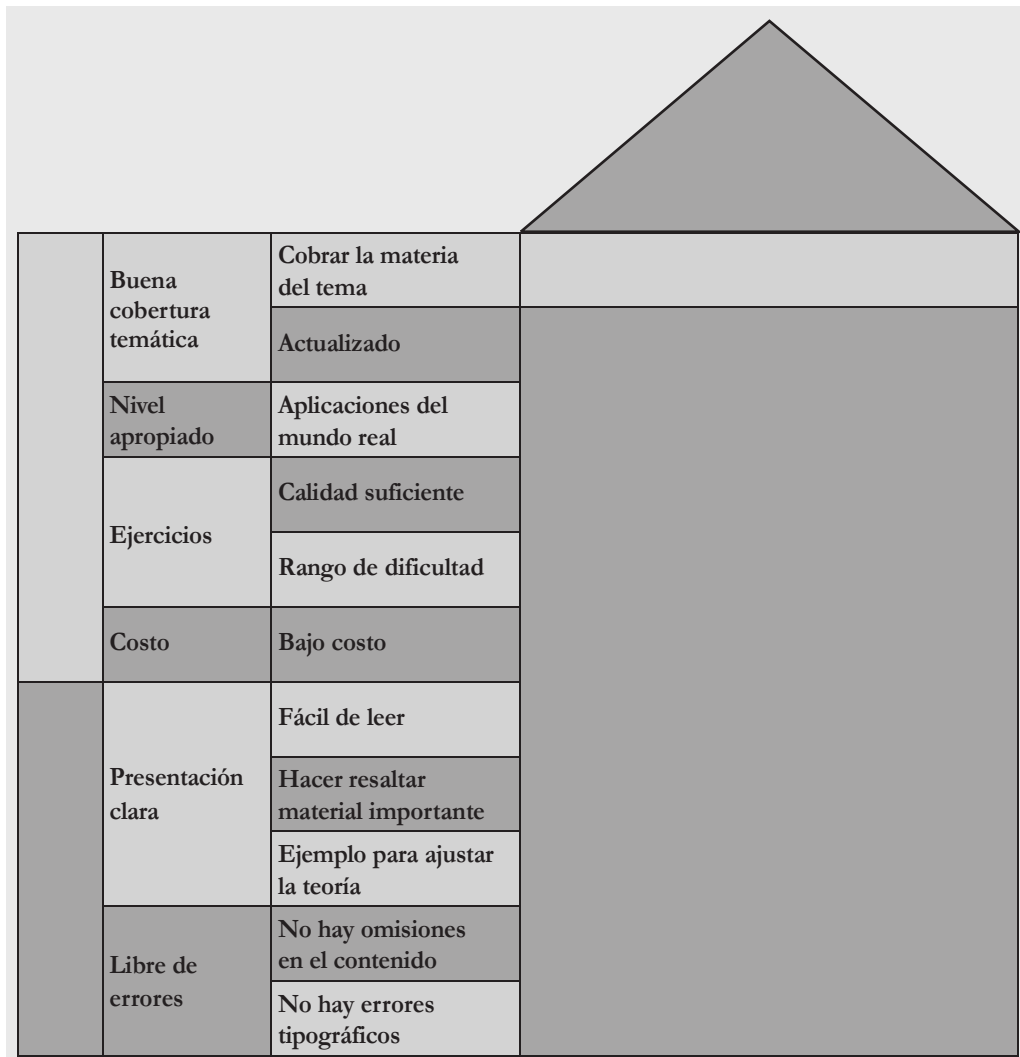 Buena
cobertura
temática
Cobrar la materia
del tema
Actualizado
Nivel
apropiado
Aplicaciones del
mundo real
Ejercicios
Calidad suficiente
Rango de dificultad
Costo
Bajo costo
Presentación
clara
Fácil de leer
Hacer resaltar
material importante
Ejemplo para ajustar
la teoría
Libre de
errores
No hay omisiones
en el contenido
No hay errores
tipográficos